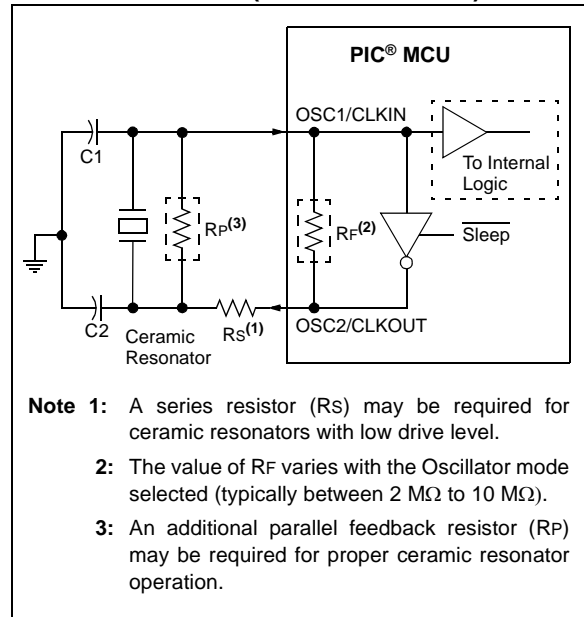 PIC® MCU
OSC1/CLKIN
C1
To Internal
Logic
RP(3)
RF(2)
Sleep
C2
Ceramic
Resonator
RS(1)
OSC2/CLKOUT
Note 1: A series resistor (RS) may be required for
ceramic resonators with low drive level.
2: The value of RF varies with the Oscillator mode
selected (typically between 2 MΩ to 10 MΩ).
3: An additional parallel feedback resistor (RP)
may be required for proper ceramic resonator
operation.